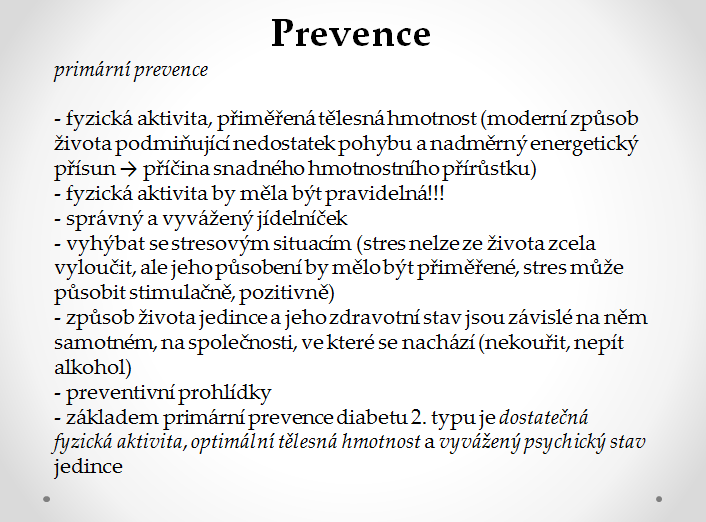 Prevence
primární prevence
- fyzická aktivita, přiměřená tělesná hmotnost (moderní způsob
života podmiňující nedostatek pohybu a nadměrný energetický
přísun → příčina snadného hmotnostního přírůstku)
- fyzická aktivita by měla být pravidelná!!!
- správný a vyvážený jídelníček
- vyhýbat se stresovým situacím (stres nelze ze života zcela
vyloučit, ale jeho působení by mělo být přiměřené, stres může
působit stimulačně, pozitivně)
- způsob života jedince a jeho zdravotní stav jsou závislé na něm
samotném, na společnosti, ve které se nachází (nekouřit, nepít
alkohol)
- preventivní prohlídky
- základem primární prevence diabetu 2. typu je dostatečná
fyzická aktivita, optimální tělesná hmotnost a vyvážený psychický stav
jedince